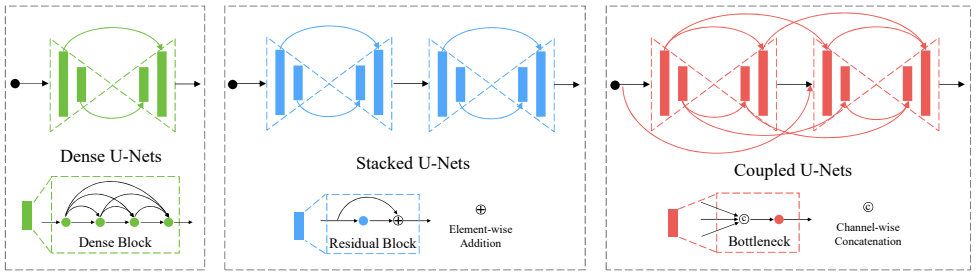 Dense U-Nets
Dense Block
Stacked U-Nets
Residual Block
Element-wise
Addition
Coupled U-Nets
C
Bottleneck
C
Channel-wise
Concatenation